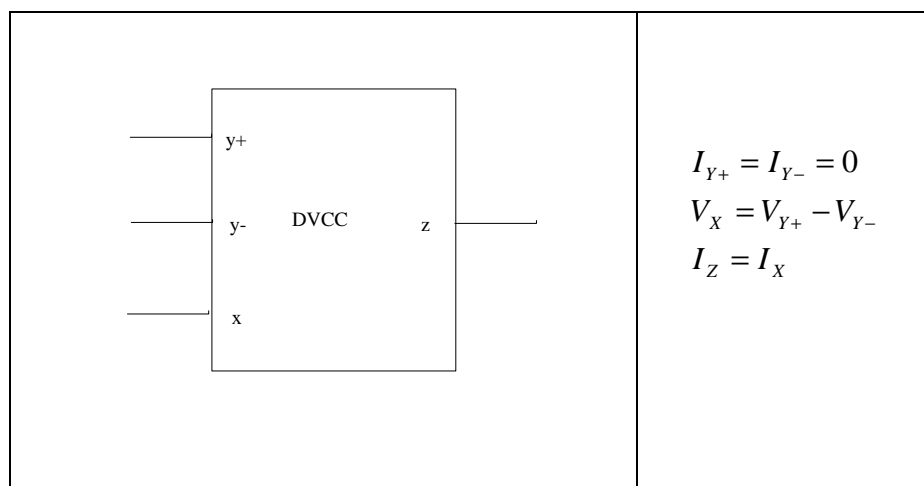 y+
y- DVCC z
x
I_{Y+} = I_{Y-} = 0
V_X = V_{Y+} - V_{Y-}
I_Z = I_X